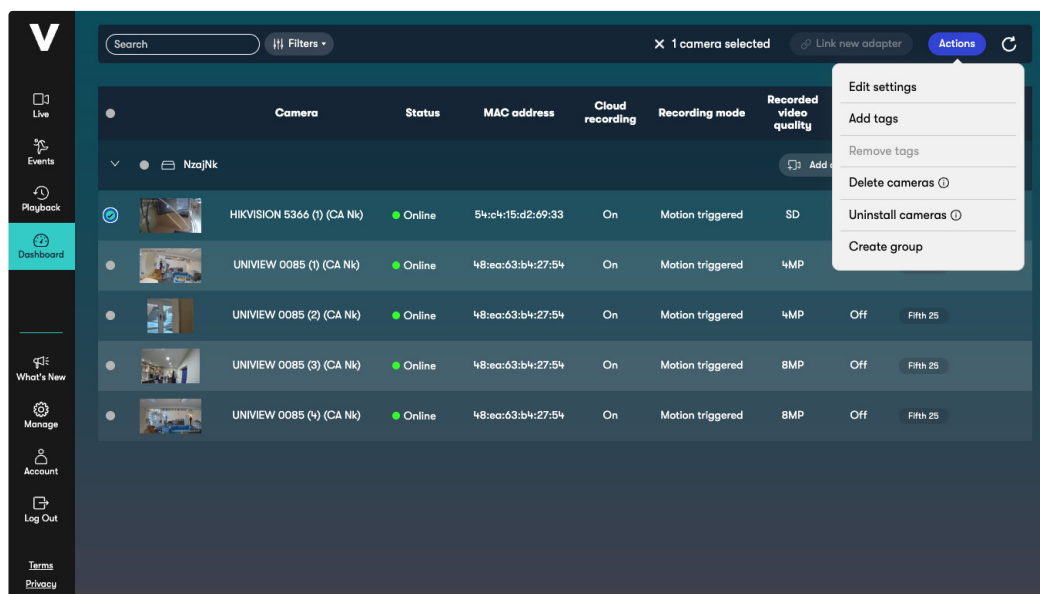 V
Search
Filters
1 camera selected
Link new adapter
Actions
Edit settings
Add tags
Remove tags
Delete cameras
Uninstall cameras
Create group
Live
Events
Playback
Dashboard
What's New
Manage
Account
Log Out
Terms
Privacy
Camera Status MAC address Cloud recording Recording mode Recorded video quality
NzajNk Add
HIKVISION 5366 (1) (CA Nk) Online 54:c4:15:d2:69:33 On Motion triggered SD
UNIVIEW 0085 (1) (CA Nk) Online 48:ea:63:b4:27:54 On Motion triggered 4MP
UNIVIEW 0085 (2) (CA Nk) Online 48:ea:63:b4:27:54 On Motion triggered 4MP Off Fifth 25
UNIVIEW 0085 (3) (CA Nk) Online 48:ea:63:b4:27:54 On Motion triggered 8MP Off Fifth 25
UNIVIEW 0085 (4) (CA Nk) Online 48:ea:63:b4:27:54 On Motion triggered 8MP Off Fifth 25